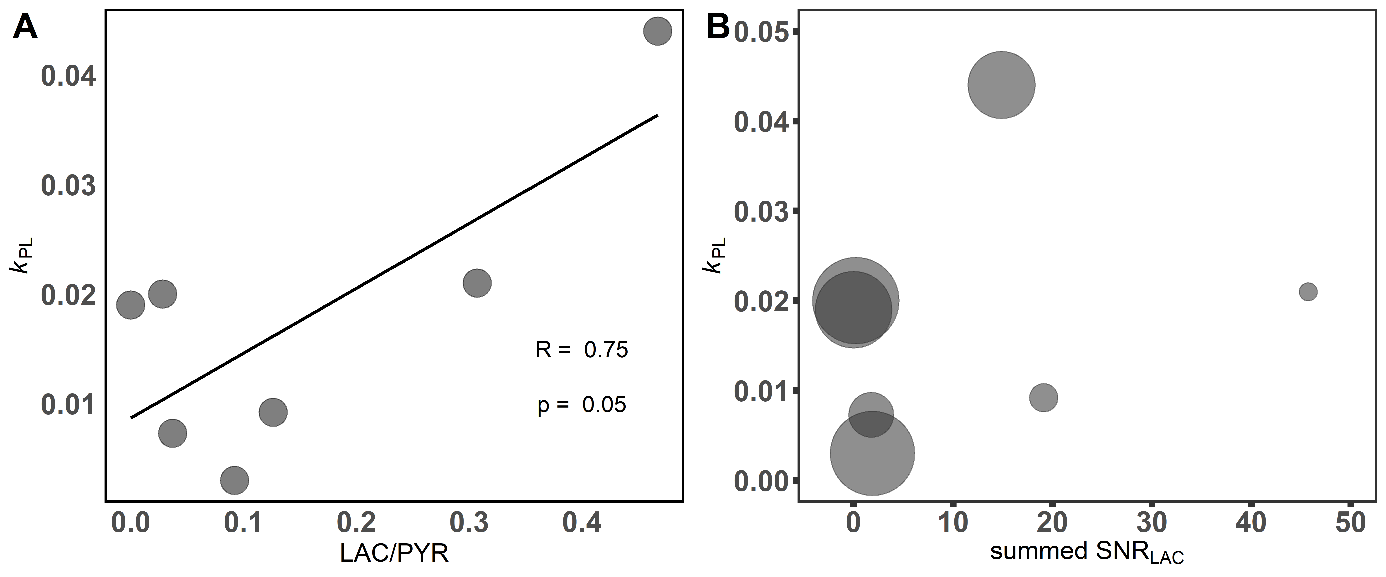 A
0.04
0.03
0.02
0.01
kPL
R = 0.75
p = 0.05
0.0 0.1 0.2 0.3 0.4
LAC/PYR
B
0.05
0.04
0.03
0.02
0.01
0.00
kPL
0 10 20 30 40 50
summed SNRLAC